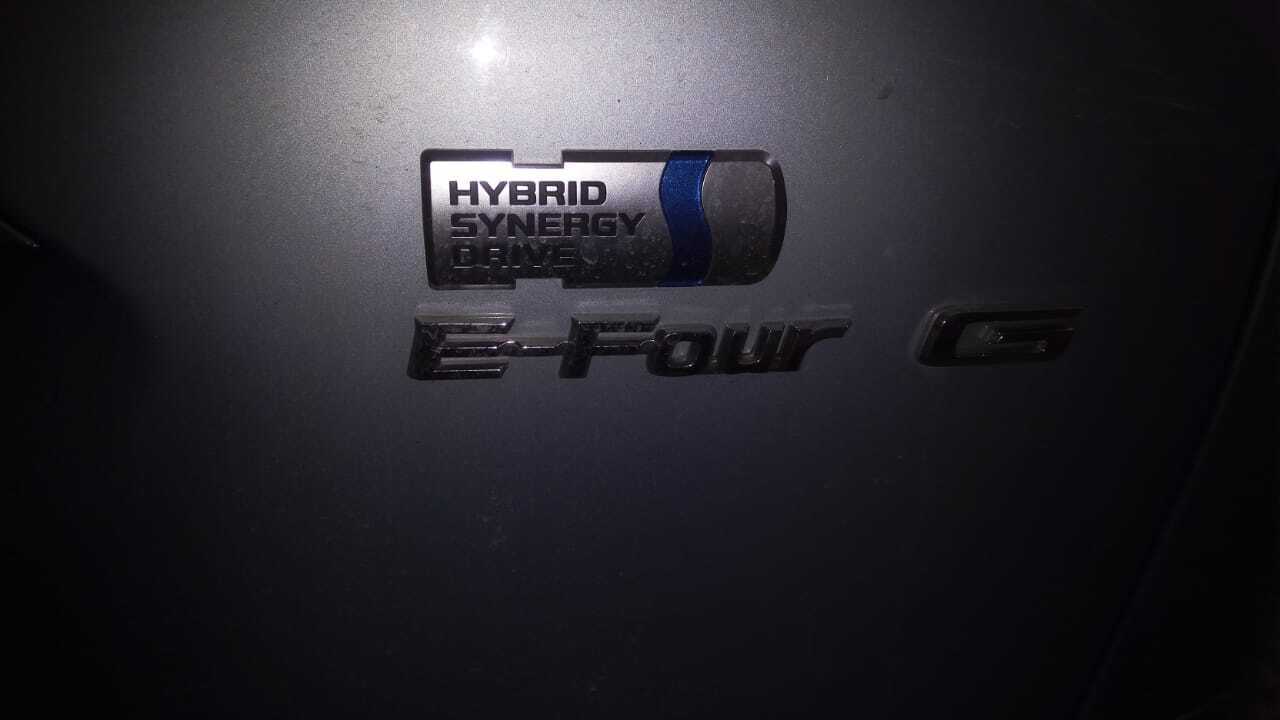 HYBRID
SYNERGY
DRIVE
E-Four G